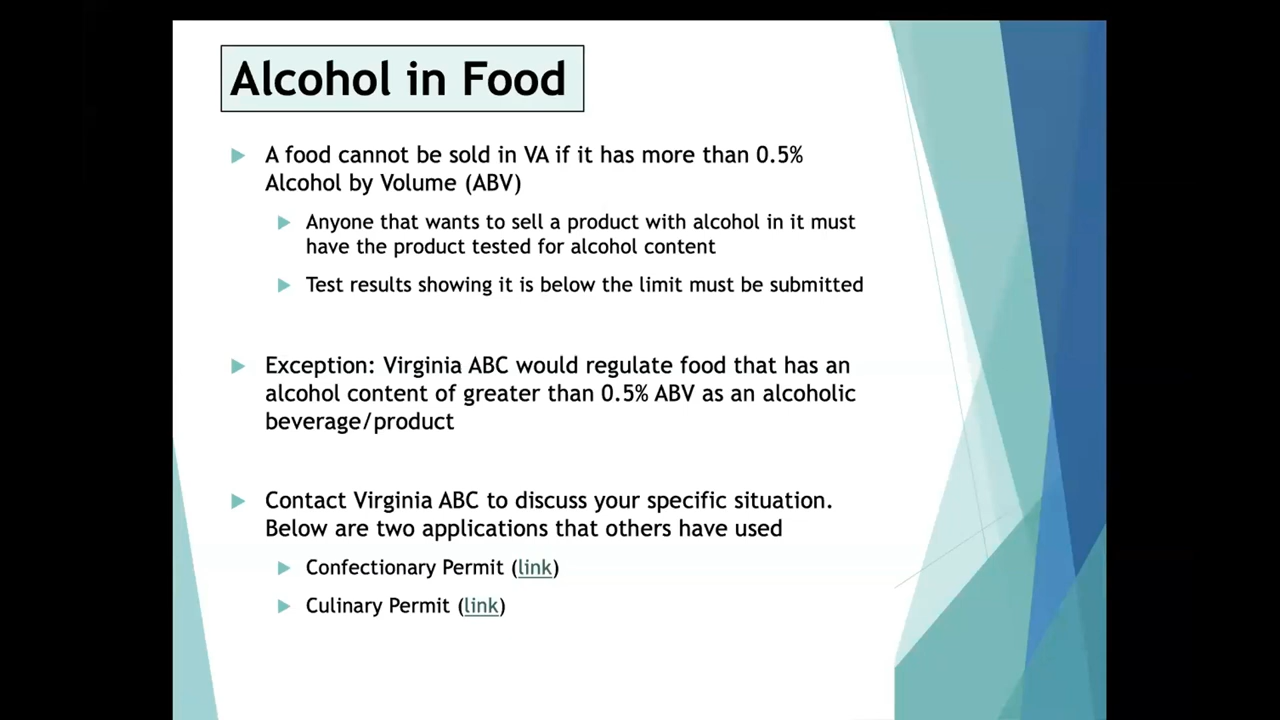 Alcohol in Food
A food cannot be sold in VA if it has more than 0.5%
Alcohol by Volume (ABV)
Anyone that wants to sell a product with alcohol in it must
have the product tested for alcohol content
Test results showing it is below the limit must be submitted
Exception: Virginia ABC would regulate food that has an
alcohol content of greater than 0.5% ABV as an alcoholic
beverage/product
Contact Virginia ABC to discuss your specific situation.
Below are two applications that others have used
Confectionary Permit (link)
Culinary Permit (link)